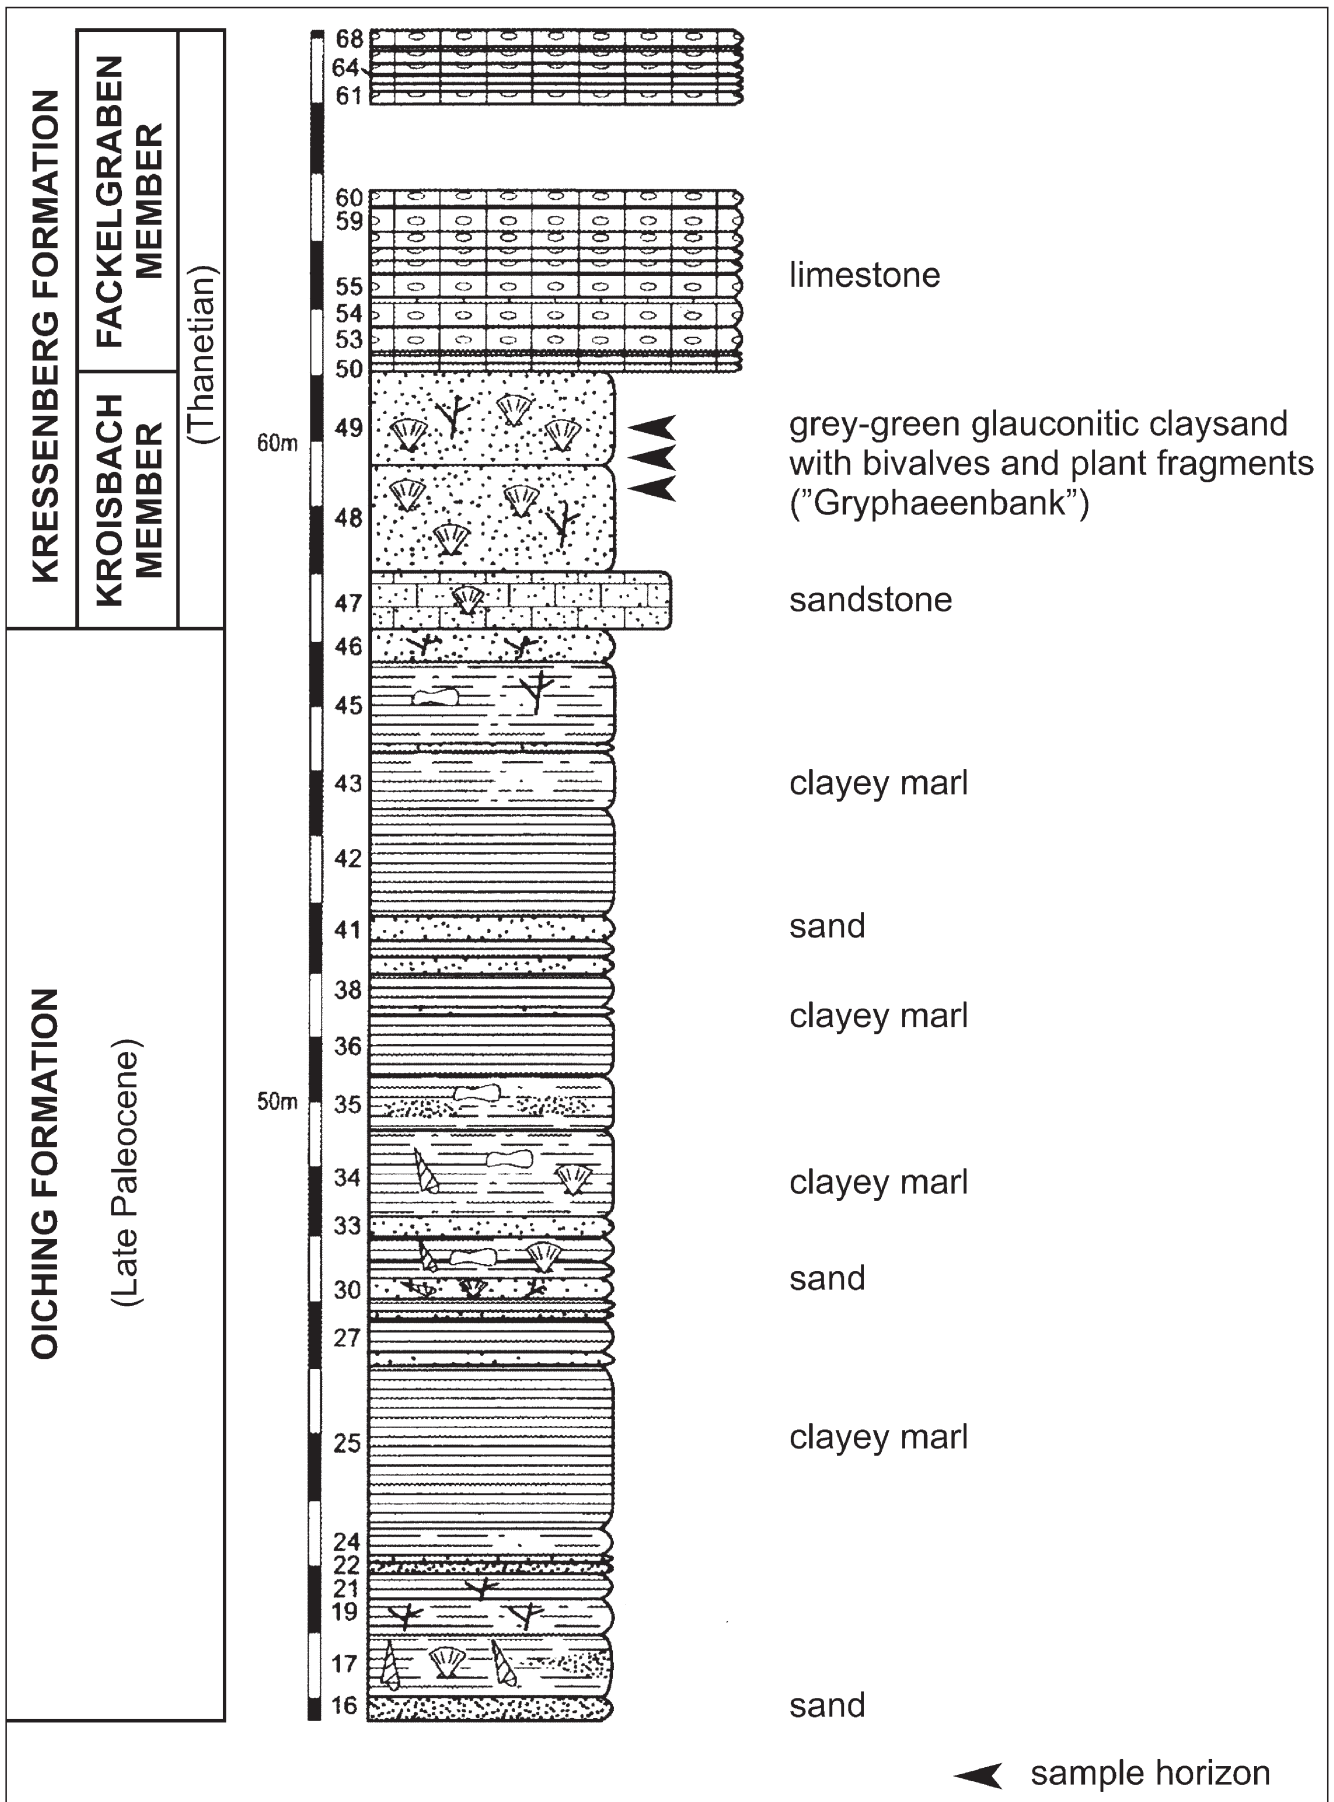 KRESSENBERG FORMATION
FACKELGRABEN
MEMBER
KROISBACH
MEMBER
(Thanetian)
OICHING FORMATION
(Late Paleocene)
60m
50m
68
64
61
60
59
55
54
53
50
49
48
47
46
45
43
42
41
38
36
35
34
33
30
27
25
24
22
21
19
17
16
limestone
grey-green glauconitic claysand
with bivalves and plant fragments
("Gryphaeenbank")
sandstone
clayey marl
sand
clayey marl
clayey marl
sand
clayey marl
sand
sample horizon